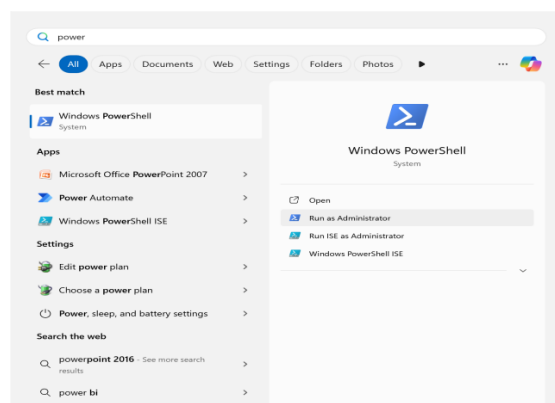 power
All Apps Documents Web Settings Folders Photos
Best match
Windows PowerShell
System
Apps
Microsoft Office PowerPoint 2007
Power Automate
Windows PowerShell ISE
Settings
Edit power plan
Choose a power plan
Power, sleep, and battery settings
Search the web
powerpoint 2016 - See more search
results
power bi
Windows PowerShell
System
Open
Run as Administrator
Run ISE as Administrator
Windows PowerShell ISE